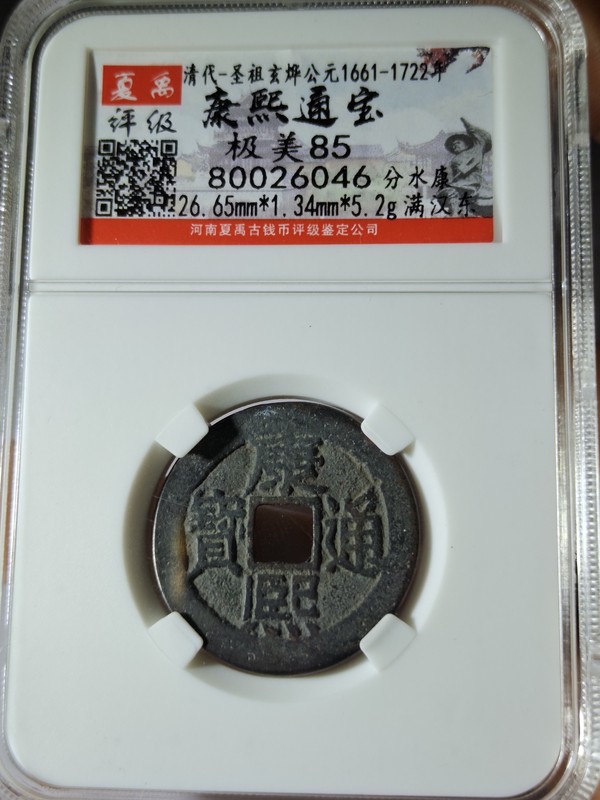 夏禹
评级
清代-圣祖玄烨公元1661-1722年
康熙通宝
极美85
80026046 分水康
26.65mm*1.34mm*5.2g 满汉东
河南夏禹古钱币评级鉴定公司
康
寶 通
熙